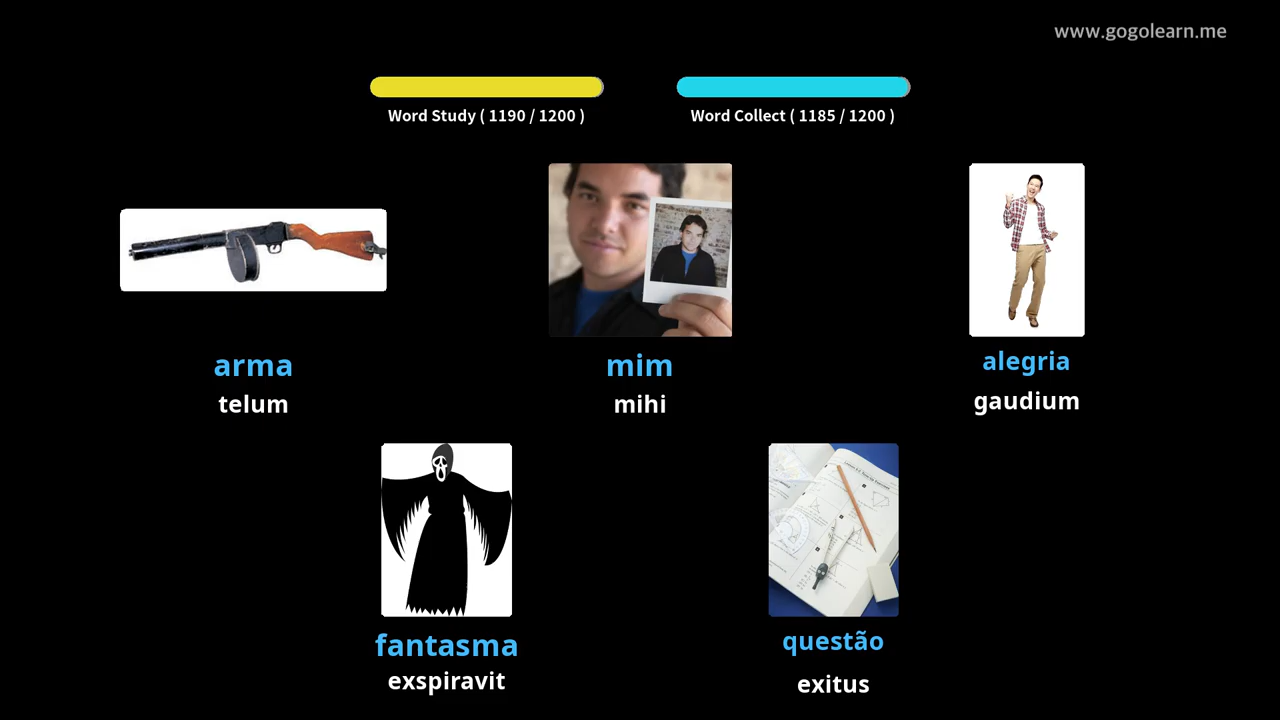 www.gogolearn.me
Word Study ( 1190 / 1200 )
Word Collect ( 1185 / 1200 )
arma
telum
mim
mihi
alegria
gaudium
fantasma
exspiravit
questão
exitus